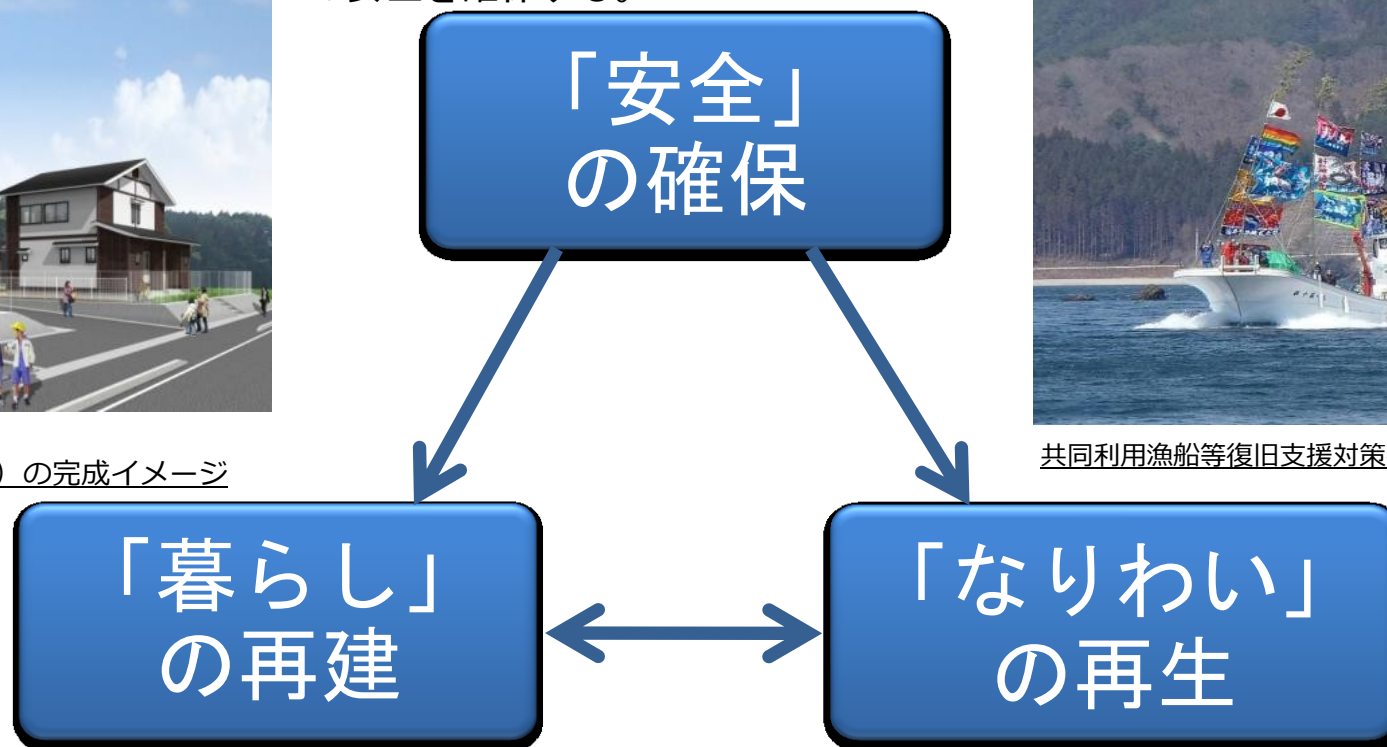 「安全」
の確保
）の完成イメージ
共同利用漁船等復旧支援対策
「暮らし」
の再建
「なりわい」
の再生